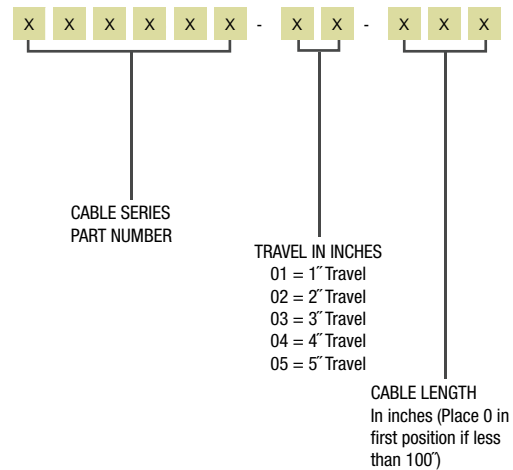 X X X X X X - X X - X X X
CABLE SERIES
PART NUMBER
TRAVEL IN INCHES
01 = 1˝ Travel
02 = 2˝ Travel
03 = 3˝ Travel
04 = 4˝ Travel
05 = 5˝ Travel
CABLE LENGTH
In inches (Place 0 in
first position if less
than 100˝)